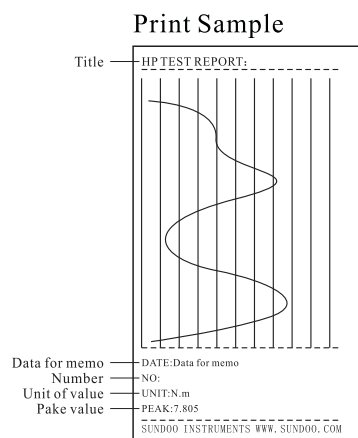 Print Sample
Title HP TEST REPORT:
Data for memo DATE:Data for memo
Number NO:
Unit of value UNIT:N.m
Pake value PEAK:7.805
SUNDOO INSTRUMENTS WWW, SUNDOO.COM